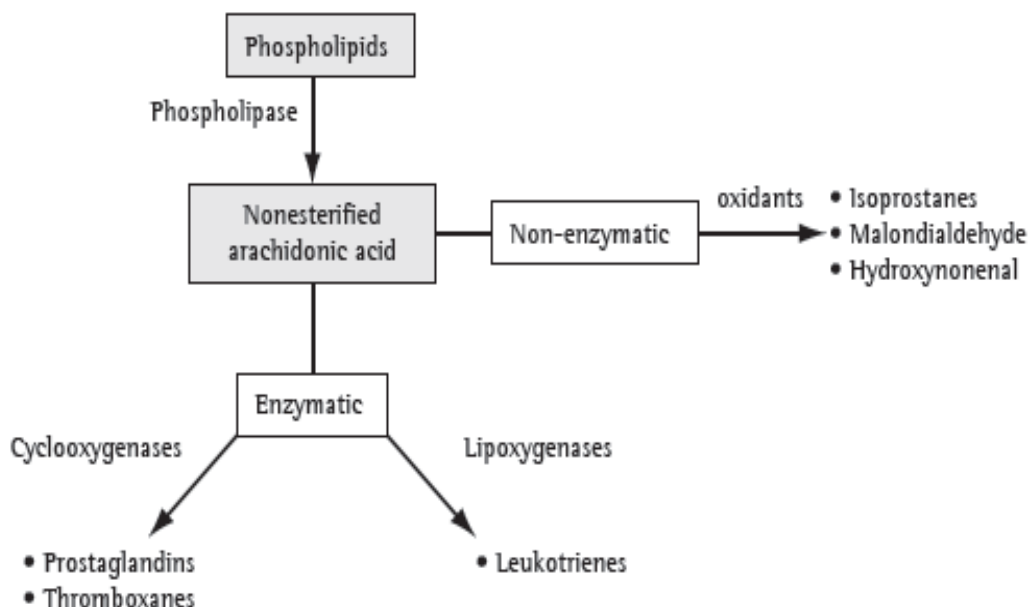 Phospholipids
Phospholipase
Nonesterified
arachidonic acid
Non-enzymatic
oxidants
• Isoprostanes
• Malondialdehyde
• Hydroxynonenal
Enzymatic
Cyclooxygenases
Lipoxygenases
• Prostaglandins
• Thromboxanes
• Leukotrienes